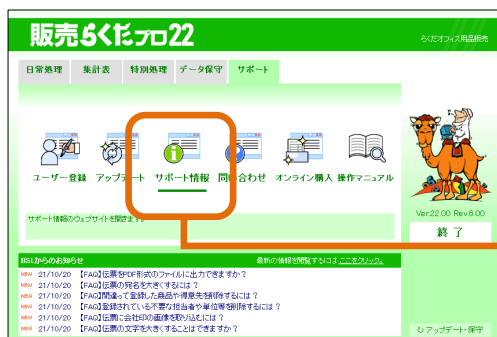 販売らくだプロ22
らくだオフィス用品販売
日常処理 集計表 特別処理 データ保守 サポート
ユーザー登録 アップデート サポート情報 問い合わせ オンライン購入 操作マニュアル
サポート情報のウェブサイトを開きます。
Ver.22.00 Rev.6.00
終了
BSLからのお知らせ 最新の情報を閲覧するには ここをクリック。
NEW 21/10/20 【FAQ】伝票をPDF形式のファイルに出力できますか?
NEW 21/10/20 【FAQ】伝票の宛名を大きくするには?
NEW 21/10/20 【FAQ】間違って登録した商品や得意先を削除するには?
NEW 21/10/20 【FAQ】登録されている不要な担当者や単位等を削除するには?
NEW 21/10/20 【FAQ】伝票に会社印の画像を取り込むには?
NEW 21/10/20 【FAQ】伝票の文字を大きくすることはできますか?
アップデート・保守